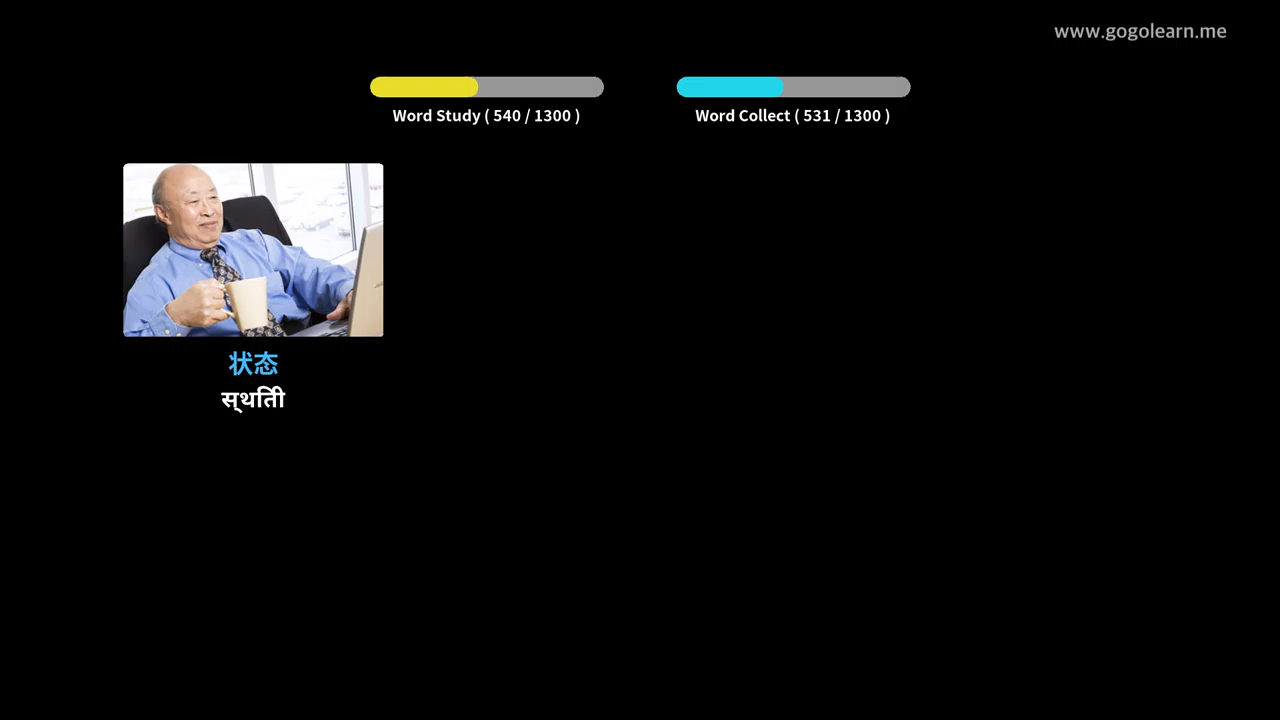 www.gogolearn.me
Word Study ( 540 / 1300 )
Word Collect ( 531 / 1300 )
状态
स्थिति